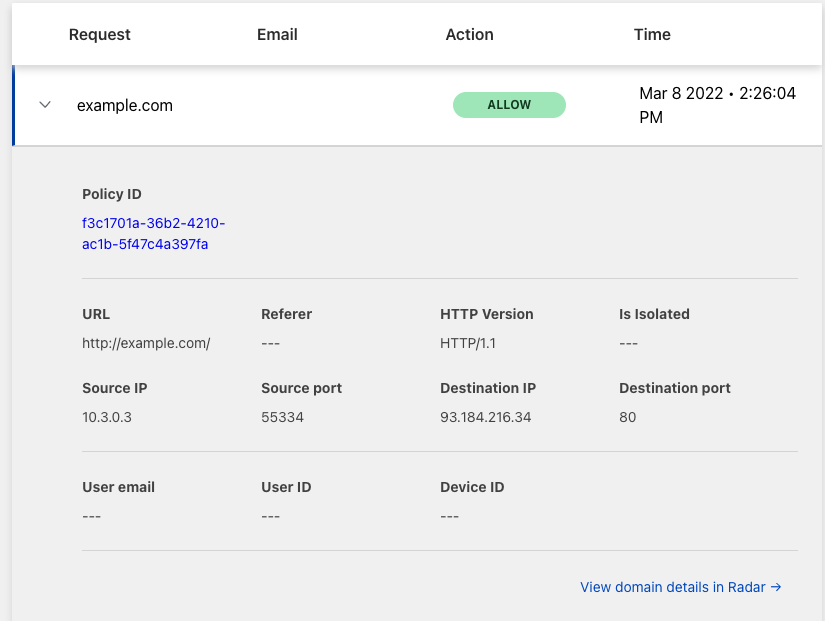 Request Email Action Time
example.com ALLOW Mar 8 2022 • 2:26:04
PM
Policy ID
f3c1701a-36b2-4210-
ac1b-5f47c4a397fa
URL Referer HTTP Version Is Isolated
http://example.com/ --- HTTP/1.1 ---
Source IP Source port Destination IP Destination port
10.3.0.3 55334 93.184.216.34 80
User email User ID Device ID
--- --- ---
View domain details in Radar →